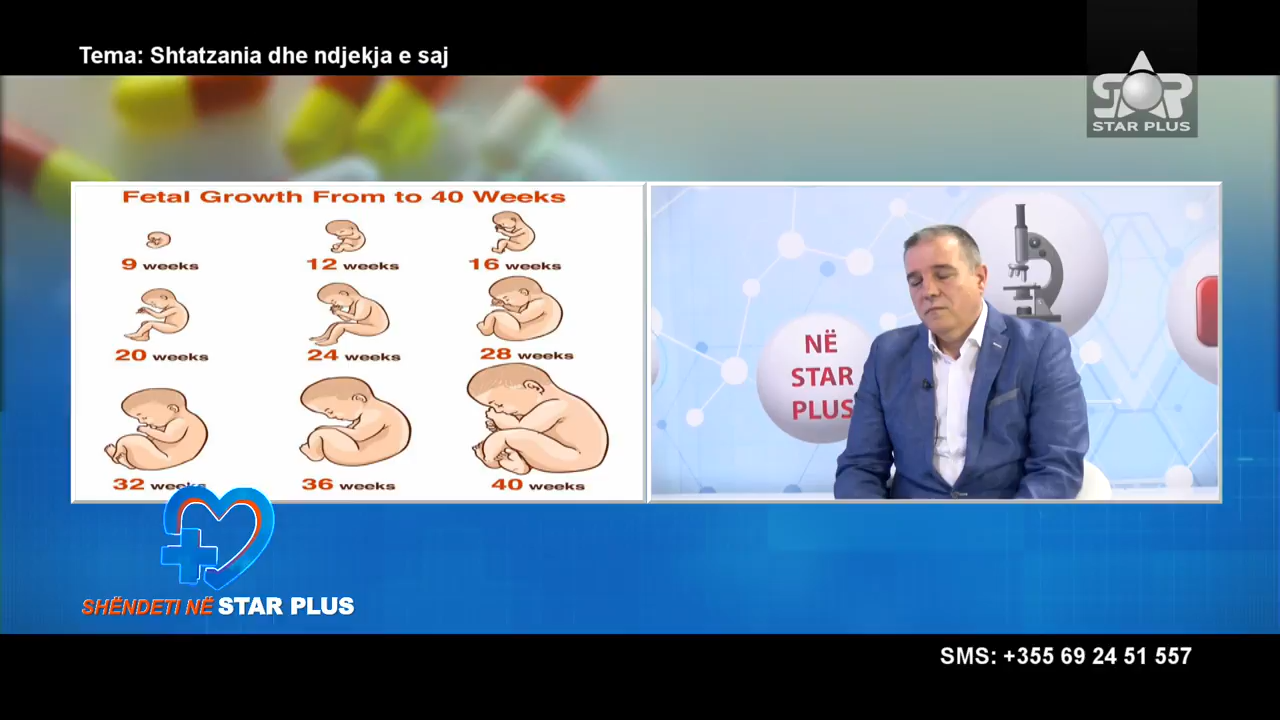 Tema: Shtatzania dhe ndjekja e saj
STAR
STAR PLUS
Fetal Growth From to 40 Weeks
9 weeks
12 weeks
16 weeks
20 weeks
24 weeks
28 weeks
32 weeks
36 weeks
40 weeks
NË
STAR
PLUS
SHËNDETI NË STAR PLUS
SMS: +355 69 24 51 557